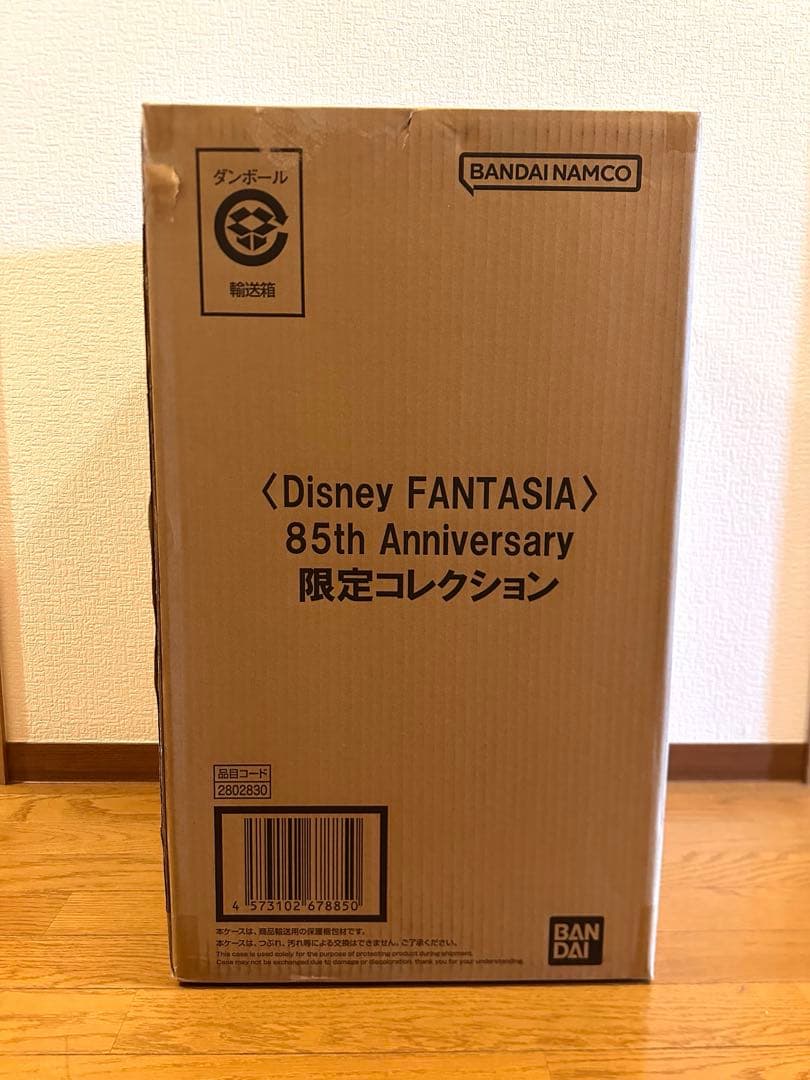 ダンボール
輸送箱
BANDAI NAMCO
〈Disney FANTASIA〉
85th Anniversary
限定コレクション
品目コード
2802830
4 573102 678850
本ケースは、商品輸送用の保護梱包材です。
本ケースは、つぶれ、汚れ等による交換はできません。ご了承ください。
This case is used solely for the purpose of protecting product during shipment.
Case may not be exchanged due to damage or discoloration, thank you for your understanding.
BAN
DAI